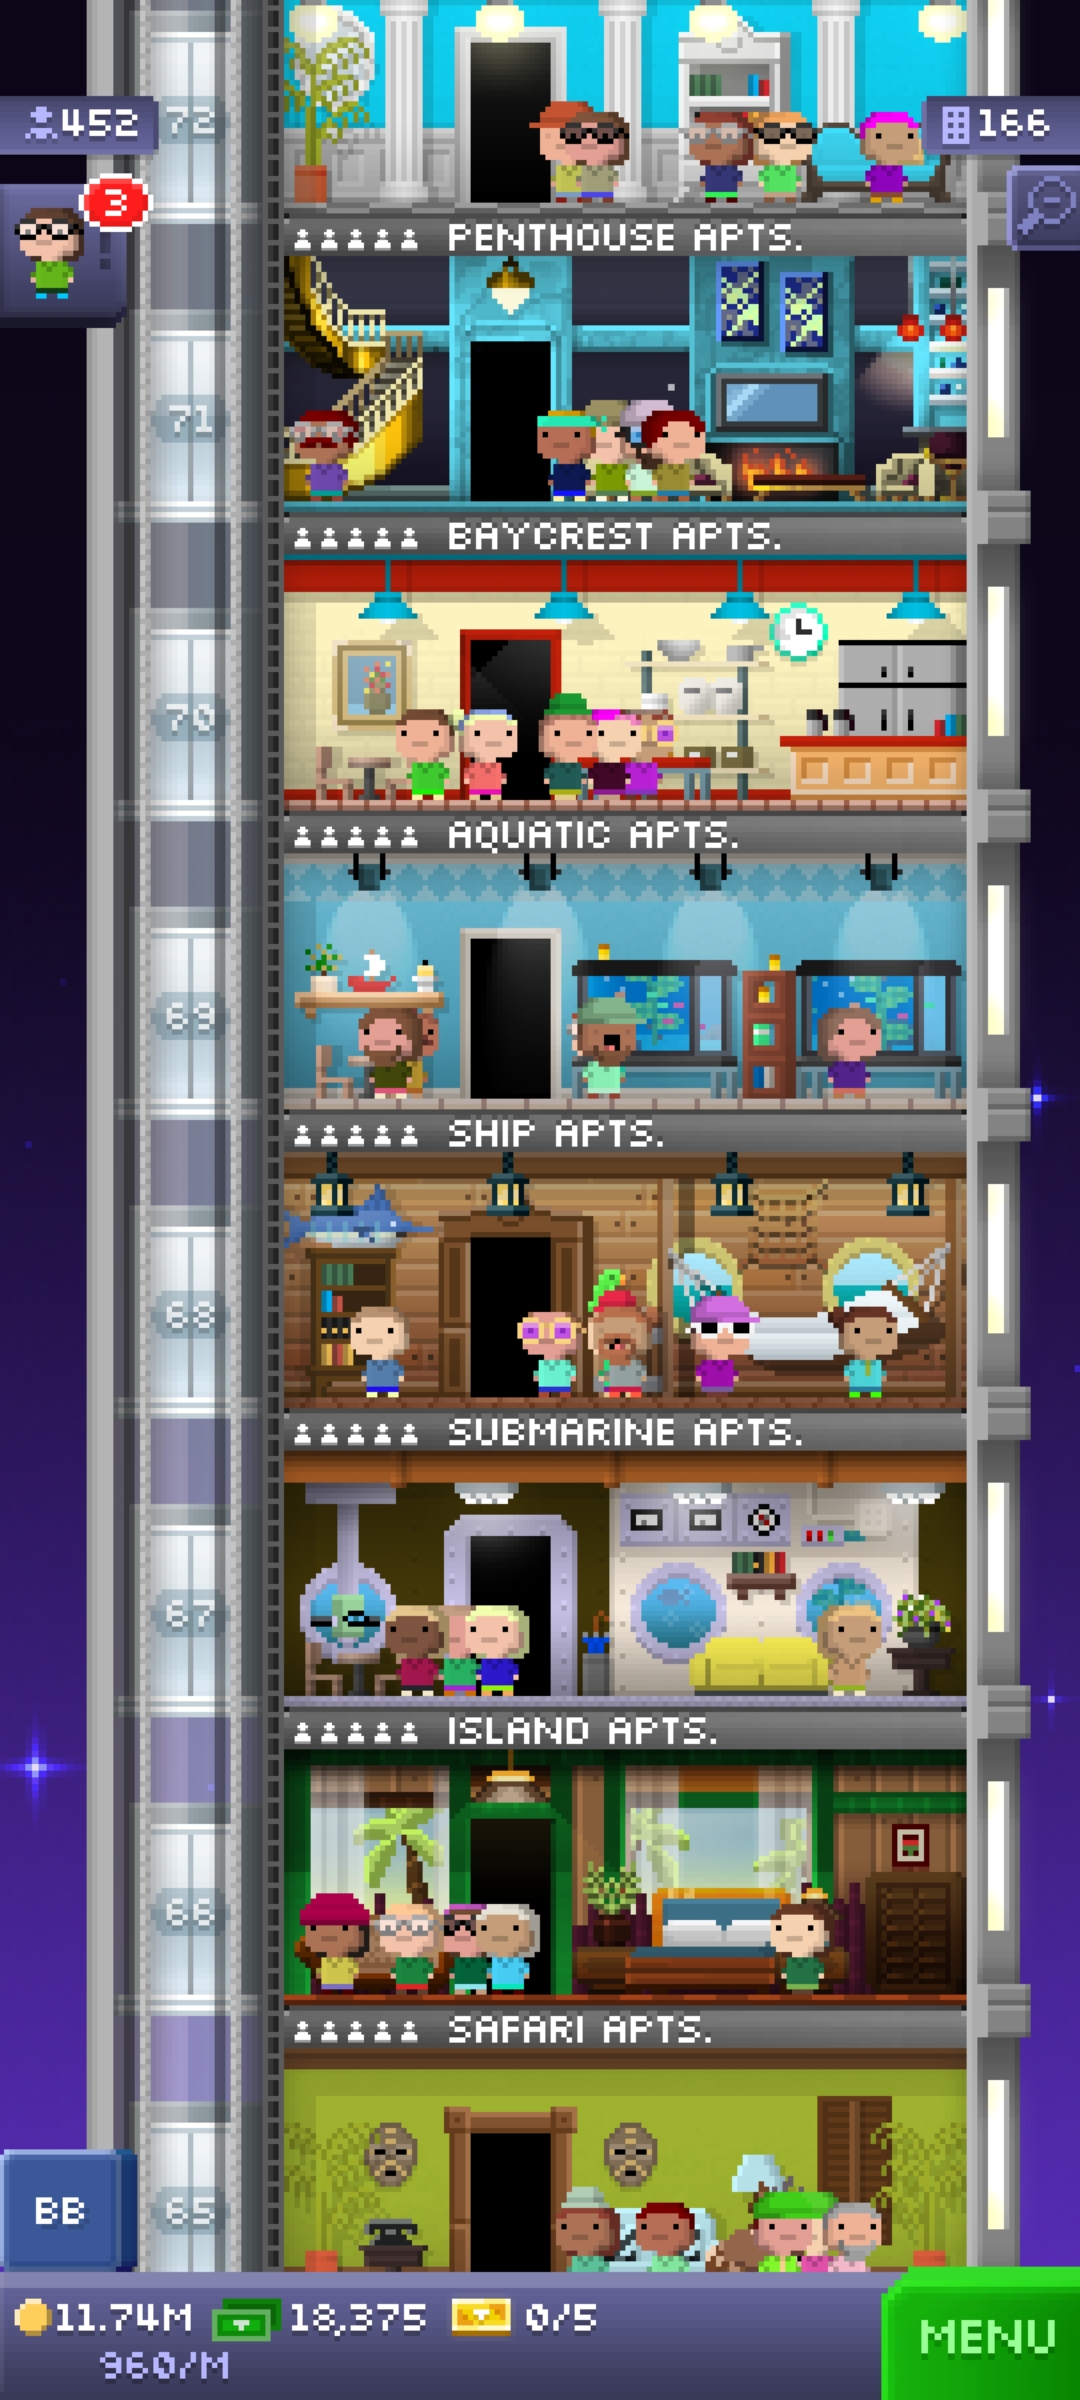 452
72
166
3
PENTHOUSE APTS.
71
BAYCREST APTS.
70
AQUATIC APTS.
69
SHIP APTS.
68
SUBMARINE APTS.
67
ISLAND APTS.
66
SAFARI APTS.
BB
65
11.74M 18,375 0/5
960/M
MENU